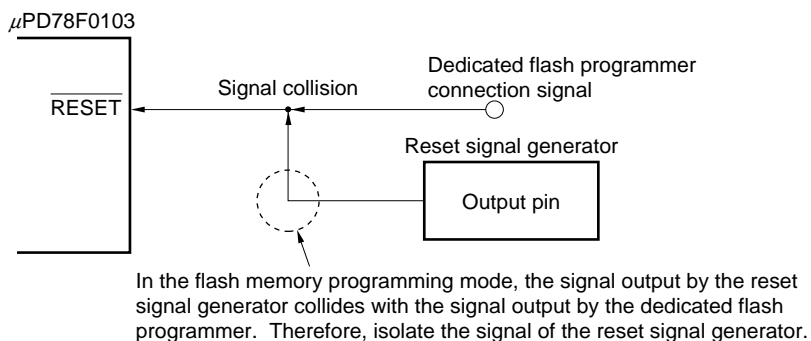 μPD78F0103
Dedicated flash programmer
connection signal
Signal collision
RESET
Reset signal generator
Output pin
In the flash memory programming mode, the signal output by the reset
signal generator collides with the signal output by the dedicated flash
programmer.  Therefore, isolate the signal of the reset signal generator.